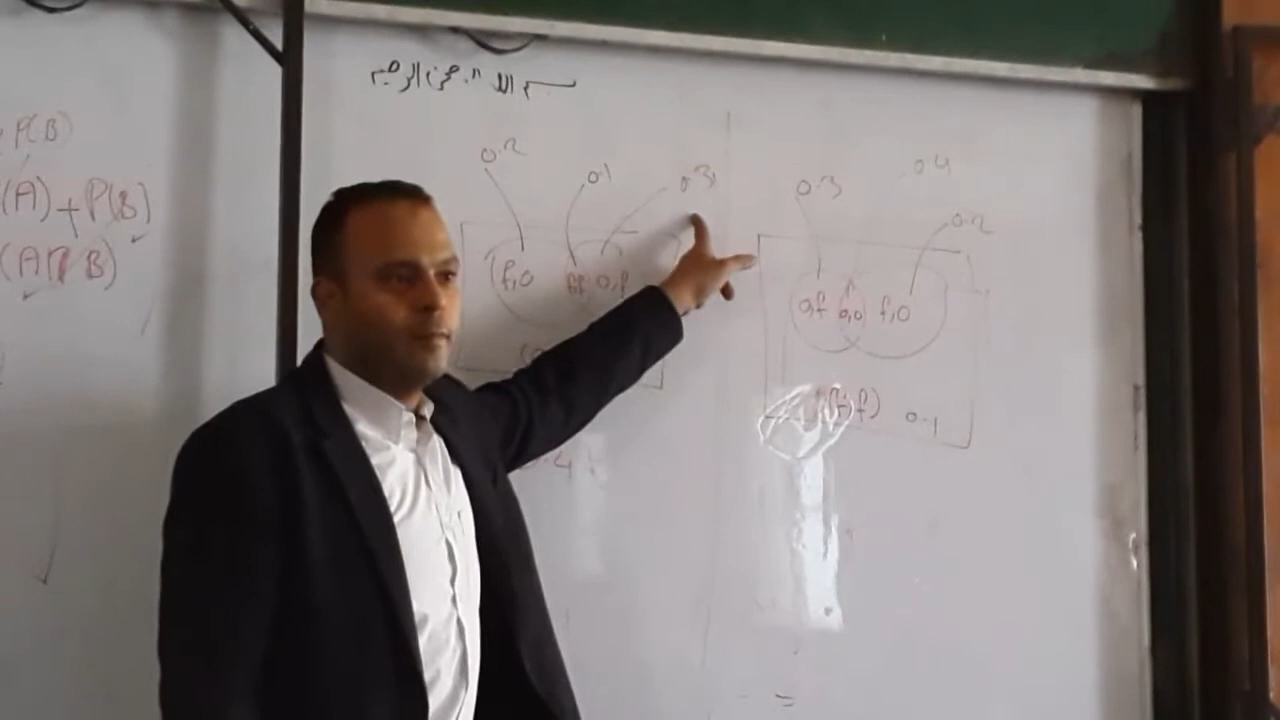 بسم الله الرحمن الرحيم
P(B)
(A) + P(B)
(A∩B)
0.2
0.1
0.3
f,0
f,f
0,f
0.3
0.4
0.2
0,f
0,0
f,0
(f,f)
0.1
=